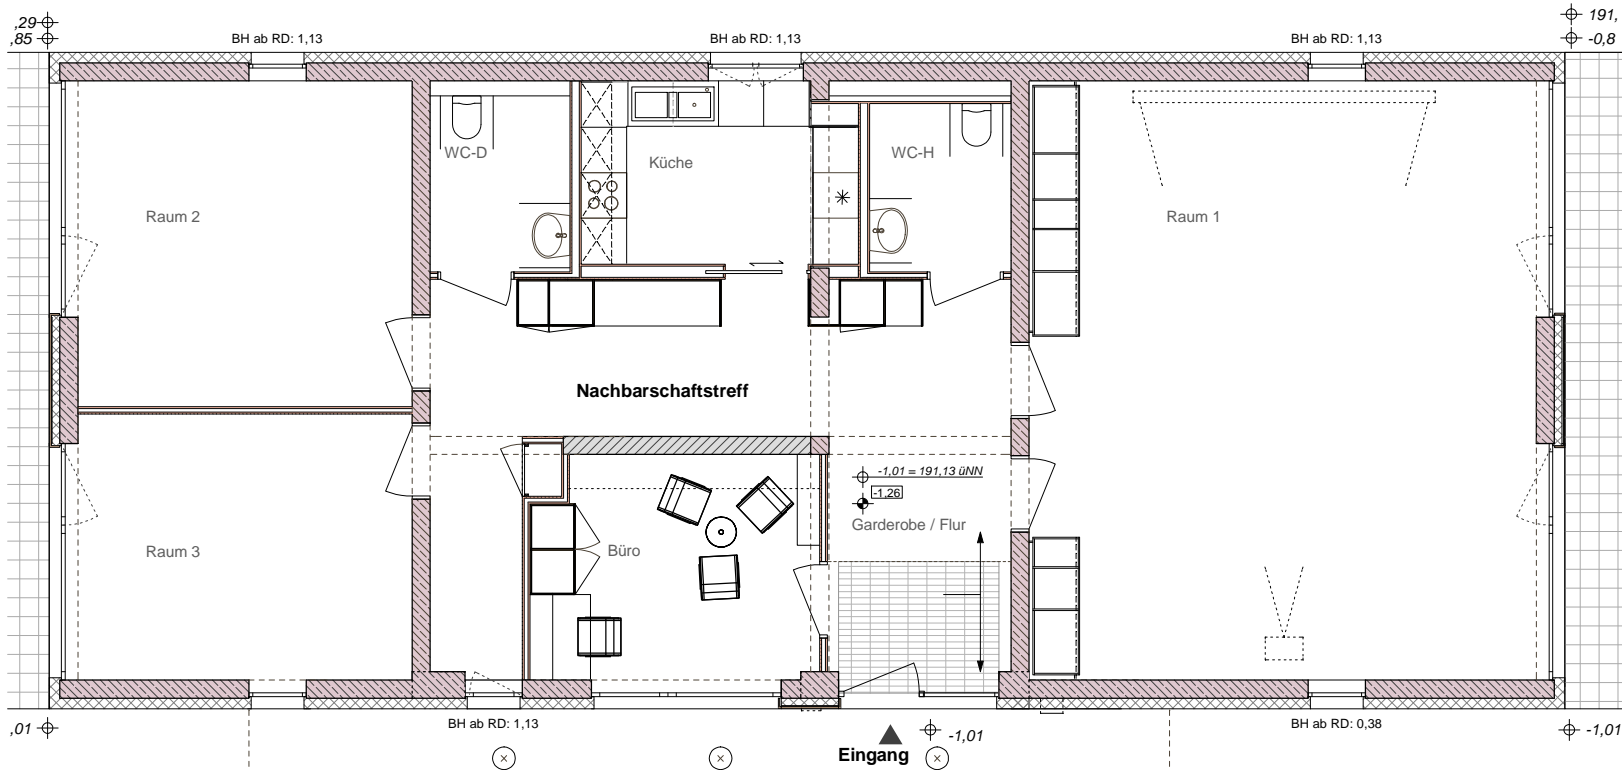 ,29
191,
,85
BH ab RD: 1,13
BH ab RD: 1,13
BH ab RD: 1,13
-0,8
WC-D
Küche
WC-H
Raum 2
Raum 1
Nachbarschaftstreff
-1,01 = 191,13 üNN
-1,26
Garderobe / Flur
Raum 3
Büro
,01
BH ab RD: 1,13
-1,01
BH ab RD: 0,38
-1,01
Eingang